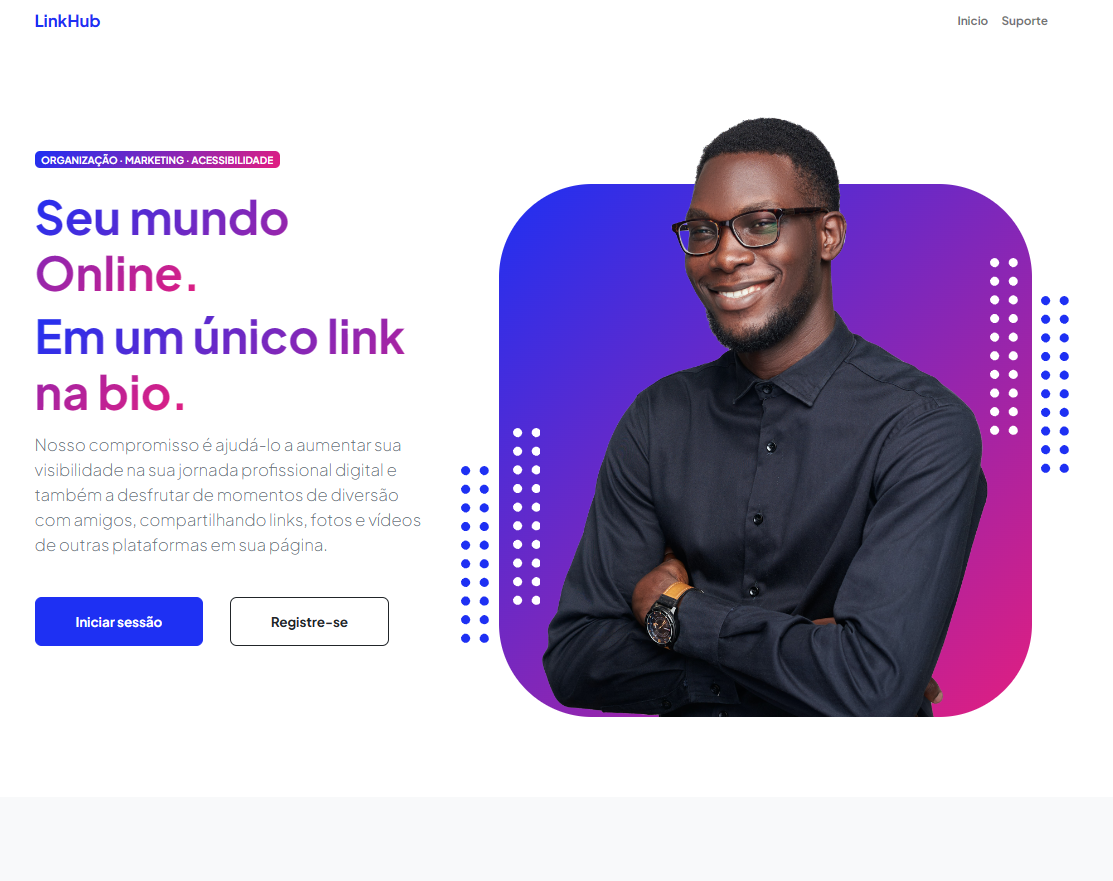 LinkHub
Inicio Suporte
ORGANIZAÇÃO · MARKETING · ACESSIBILIDADE
Seu mundo
Online.
Em um único link
na bio.
Nosso compromisso é ajudá-lo a aumentar sua
visibilidade na sua jornada profissional digital e
também a desfrutar de momentos de diversão
com amigos, compartilhando links, fotos e vídeos
de outras plataformas em sua página.
Iniciar sessão
Registre-se